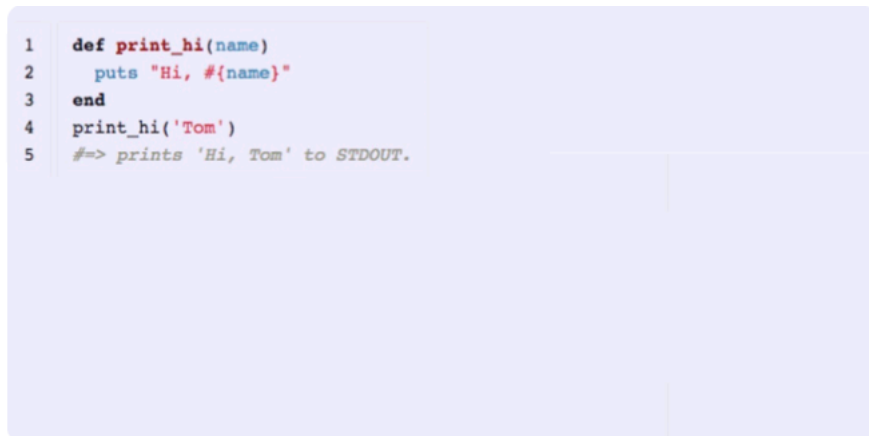 1 def print_hi(name)
2   puts "Hi, #{name}"
3 end
4 print_hi('Tom')
5 #=> prints 'Hi, Tom' to STDOUT.